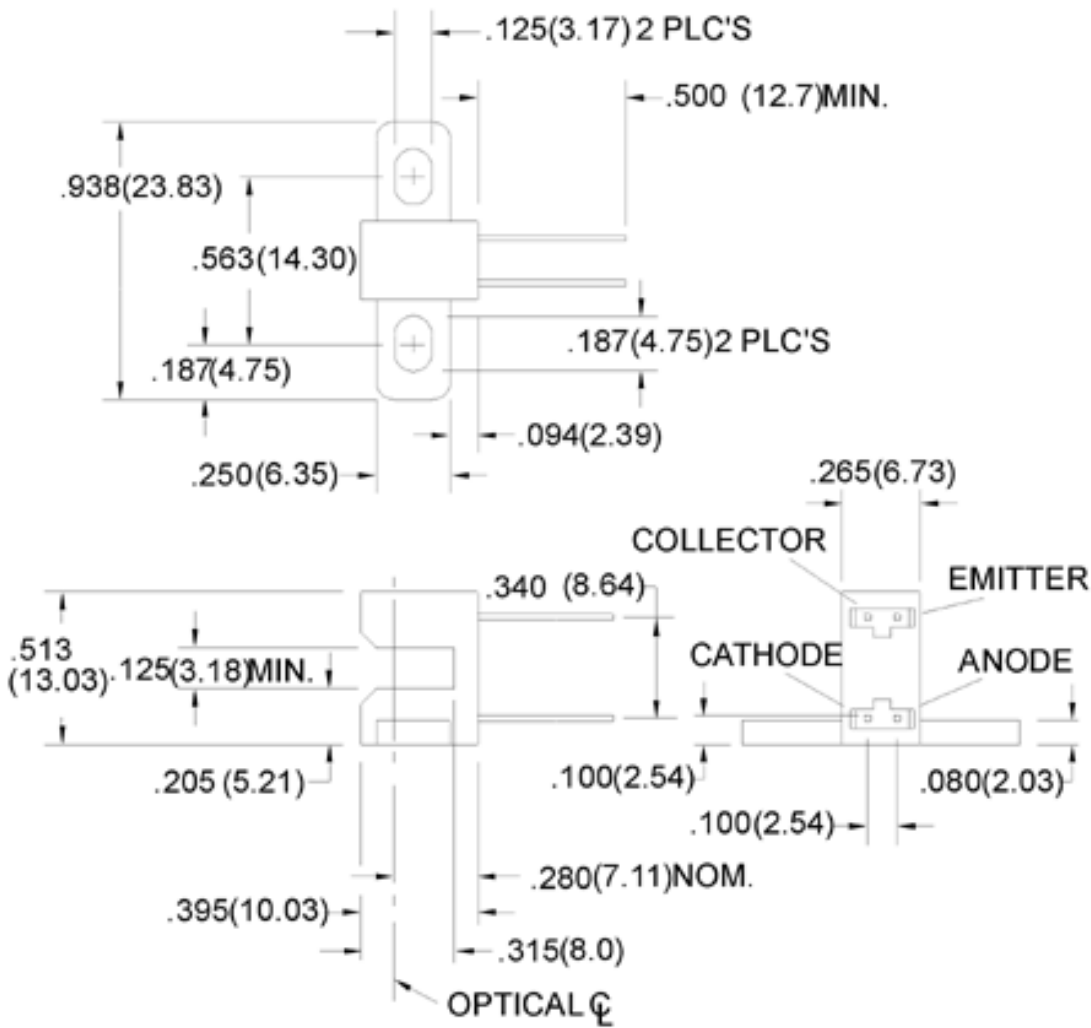 .125(3.17) 2 PLC'S
.500 (12.7)MIN.
.938(23.83)
.563(14.30)
.187(4.75)2 PLC'S
.187(4.75)
.094(2.39)
.250(6.35)
.265(6.73)
COLLECTOR
.340 (8.64)
EMITTER
.513
(13.03)
.125(3.18)MIN.
CATHODE
ANODE
.205 (5.21)
.100(2.54)
.080(2.03)
.100(2.54)
.280(7.11)NOM.
.395(10.03)
.315(8.0)
OPTICAL ℄